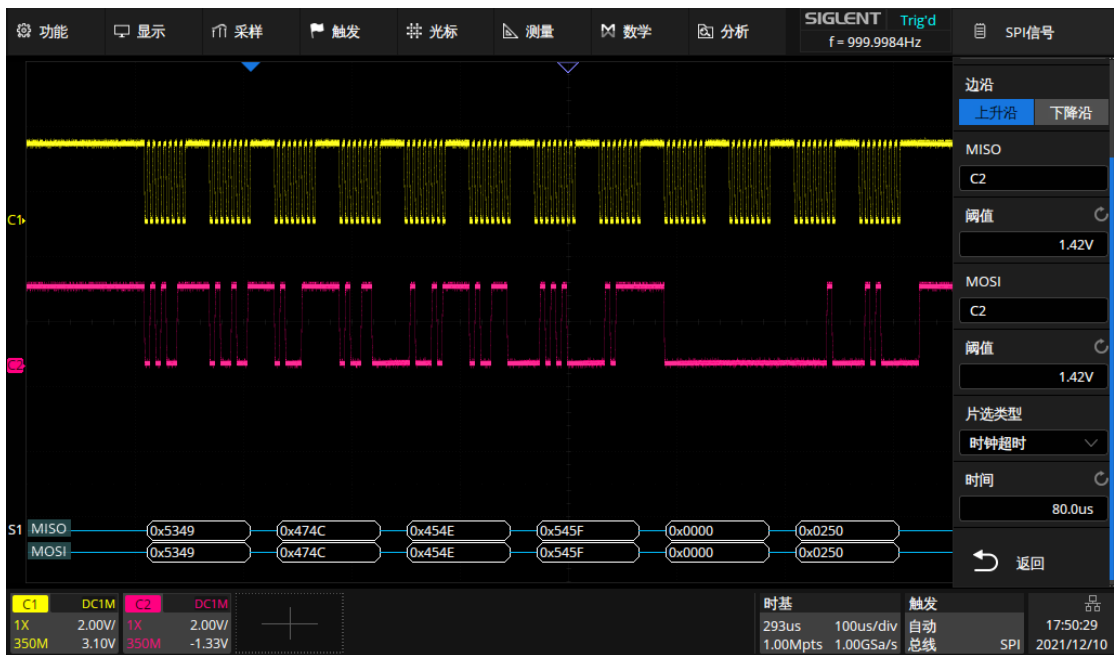 功能 显示 采样 触发 光标 测量 数学 分析
SIGLENT Trig'd
f = 999.9984Hz
SPI信号
边沿
上升沿 下降沿
MISO
C2
阈值
1.42V
MOSI
C2
阈值
1.42V
片选类型
时钟超时
时间
80.0us
返回
C1
C2
S1 MISO 0x5349 0x474C 0x454E 0x545F 0x0000 0x0250
MOSI 0x5349 0x474C 0x454E 0x545F 0x0000 0x0250
C1 DC1M C2 DC1M 时基 触发
1X 2.00V/ 1X 2.00V/ 293us 100us/div 自动 17:50:29
350M 3.10V 350M -1.33V 1.00Mpts 1.00GSa/s 总线 SPI 2021/12/10